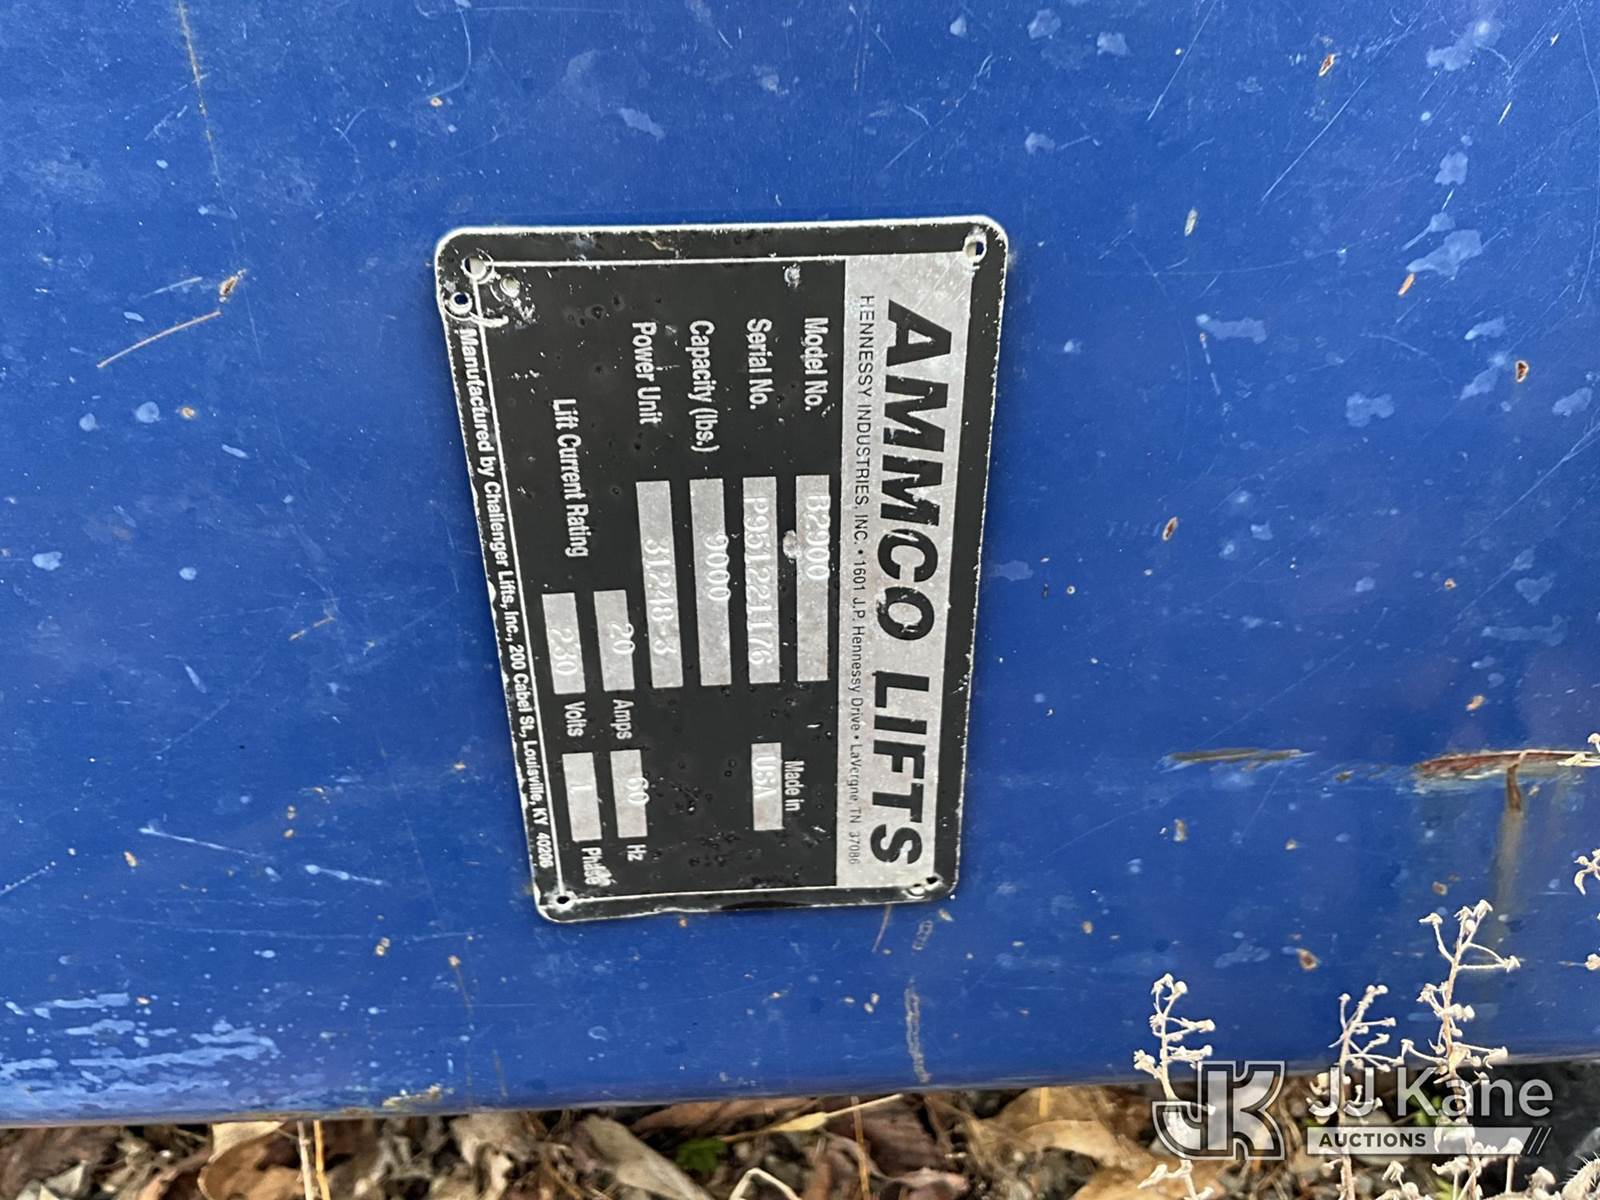 AMMCO LIFTS
HENNESSY INDUSTRIES, INC. • 1601 J.P. Hennessy Drive • LaVergne, TN 37086
Model No. B2900
Serial No. P951221176
Made in USA
Capacity (lbs.) 9000
Power Unit 31248-3
Lift Current Rating
20 Amps 60 Hz
230 Volts 1 Phase
Manufactured by Challenger Lifts, Inc., 200 Cabel St., Louisville, KY 40206
JK JJ Kane
AUCTIONS